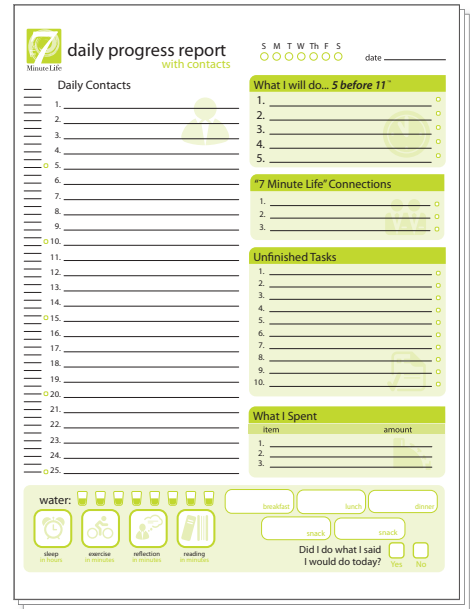 7
Minute Life
daily progress report
with contacts
S M T W Th F S
date
Daily Contacts
1.
2.
3.
4.
5.
6.
7.
8.
9.
10.
11.
12.
13.
14.
15.
16.
17.
18.
19.
20.
21.
22.
23.
24.
25.
What I will do... 5 before 11™
1.
2.
3.
4.
5.
“7 Minute Life” Connections
1.
2.
3.
Unfinished Tasks
1.
2.
3.
4.
5.
6.
7.
8.
9.
10.
What I Spent
item amount
1.
2.
3.
water:
sleep
in hours
exercise
in minutes
reflection
in minutes
reading
in minutes
breakfast lunch dinner
snack snack
Did I do what I said
I would do today?
Yes No